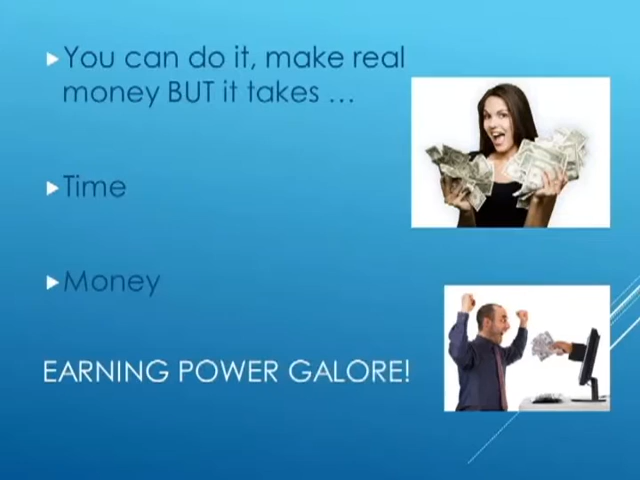 You can do it, make real
money BUT it takes …
Time
Money
EARNING POWER GALORE!